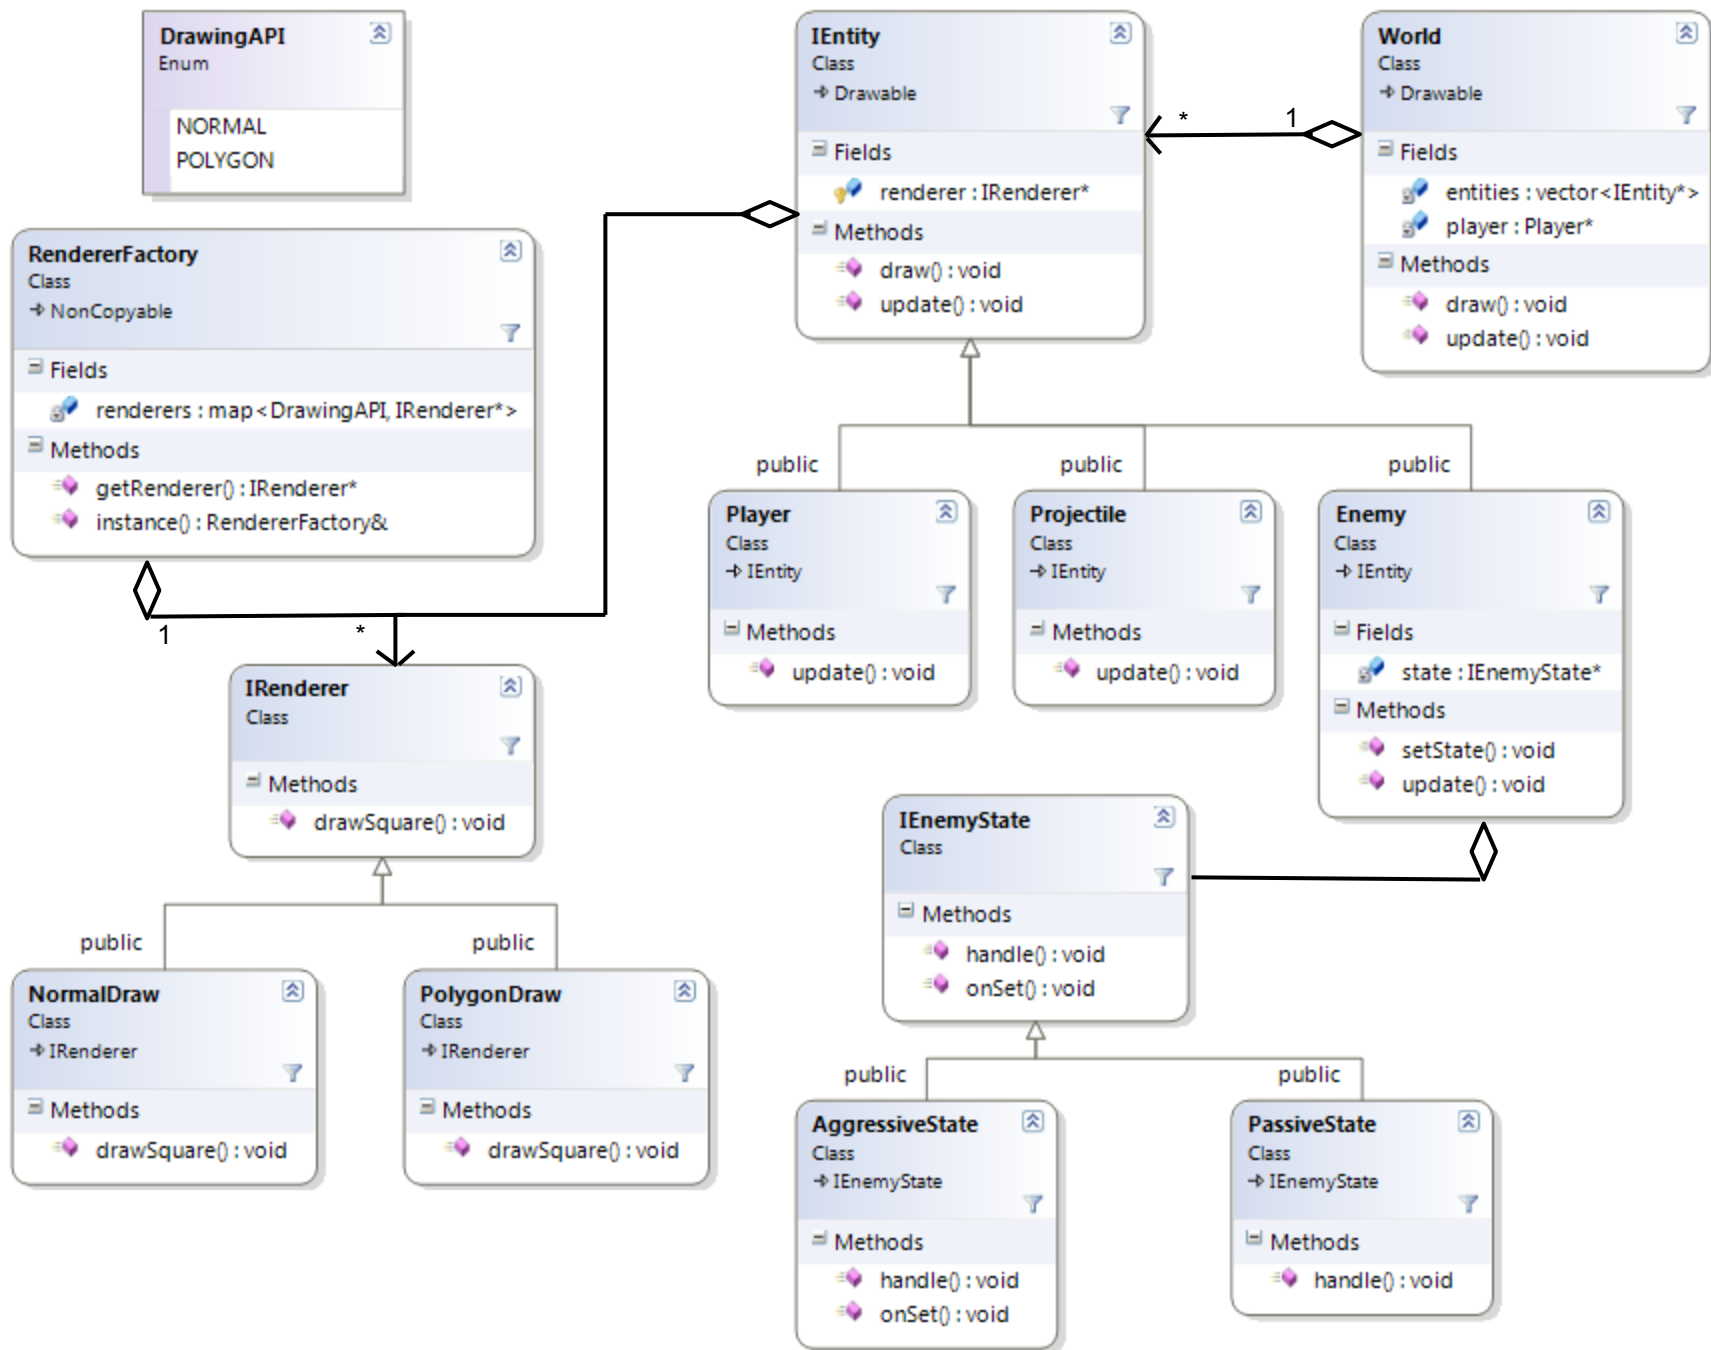 DrawingAPI
Enum
NORMAL
POLYGON
RendererFactory
Class
NonCopyable
Fields
renderers : map<DrawingAPI, IRenderer*>
Methods
getRenderer() : IRenderer*
instance() : RendererFactory&
1
*
IRenderer
Class
Methods
drawSquare() : void
public
public
NormalDraw
Class
IRenderer
Methods
drawSquare() : void
PolygonDraw
Class
IRenderer
Methods
drawSquare() : void
IEntity
Class
Drawable
Fields
renderer : IRenderer*
Methods
draw() : void
update() : void
*
1
World
Class
Drawable
Fields
entities : vector<IEntity*>
player : Player*
Methods
draw() : void
update() : void
public
public
public
Player
Class
IEntity
Methods
update() : void
Projectile
Class
IEntity
Methods
update() : void
Enemy
Class
IEntity
Fields
state : IEnemyState*
Methods
setState() : void
update() : void
IEnemyState
Class
Methods
handle() : void
onSet() : void
public
public
AggressiveState
Class
IEnemyState
Methods
handle() : void
onSet() : void
PassiveState
Class
IEnemyState
Methods
handle() : void